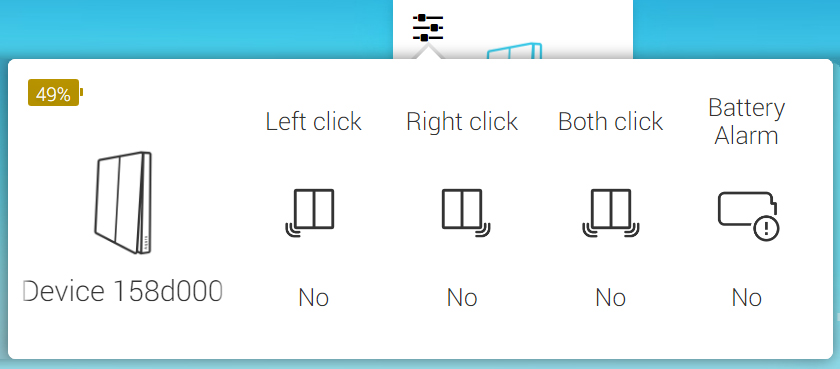 49%
Left click
Right click
Both click
Battery
Alarm
Device 158d000
No
No
No
No